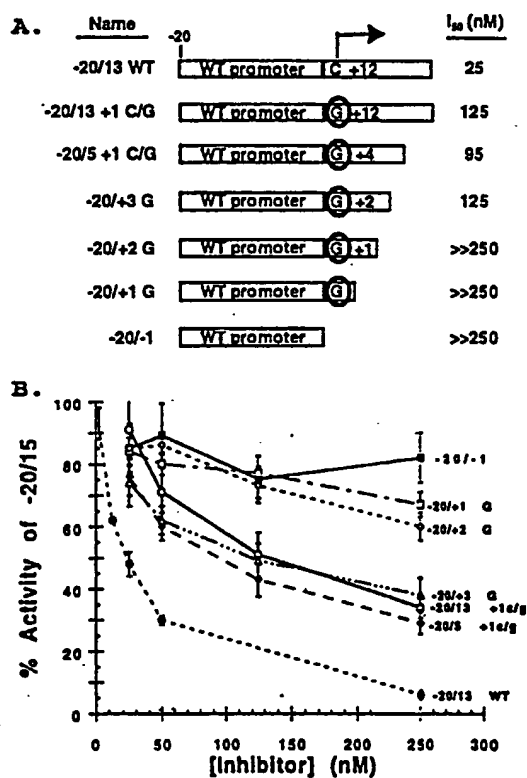 A.
Name
-20
I₅₀ (nM)
-20/13 WT
WT promoter
C +12
25
-20/13 +1 C/G
WT promoter
G +12
125
-20/5 +1 C/G
WT promoter
G +4
95
-20/+3 G
WT promoter
G +2
125
-20/+2 G
WT promoter
G +1
>>250
-20/+1 G
WT promoter
G
>>250
-20/-1
WT promoter
>>250
B.
% Activity of -20/15
100
80
60
40
20
0
-20/-1
-20/+1 G
-20/+2 G
-20/+3 G
-20/13 +1c/g
-20/5 +1c/g
-20/13 WT
0 50 100 150 200 250 300
[Inhibitor] (nM)